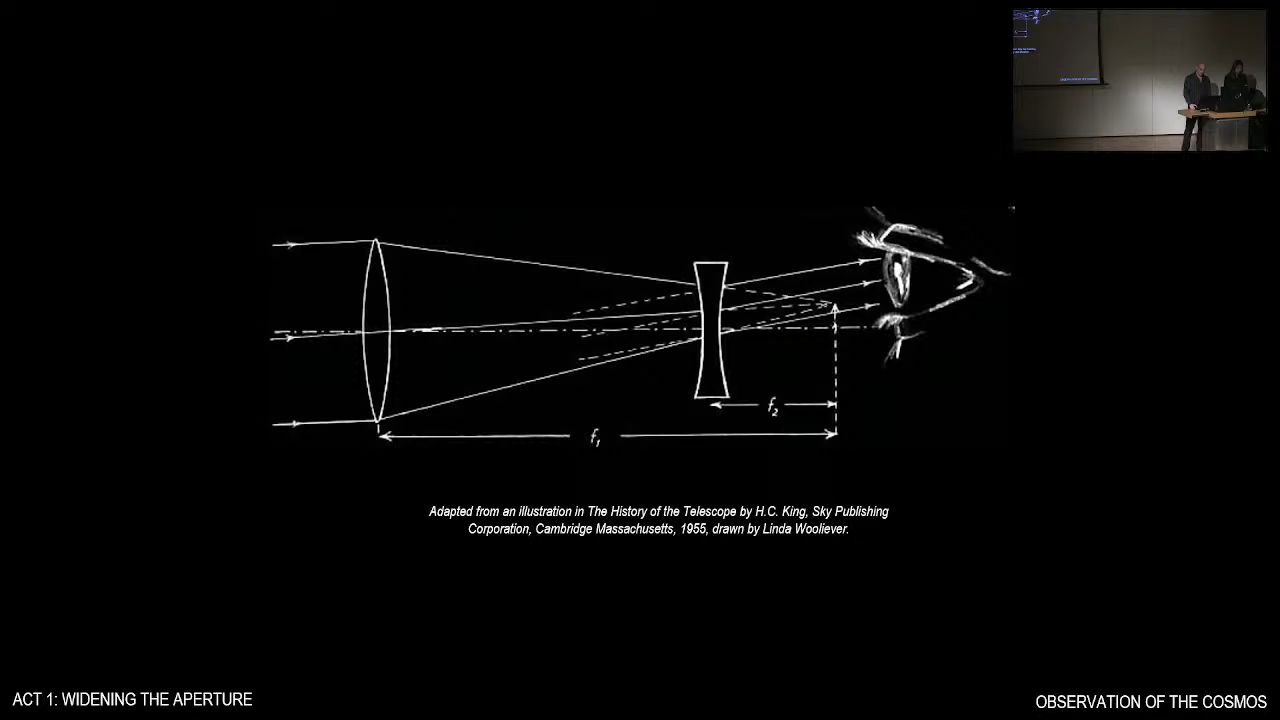 f₂
f₁
Adapted from an illustration in The History of the Telescope by H.C. King, Sky Publishing
Corporation, Cambridge Massachusetts, 1955, drawn by Linda Wooliever.
ACT 1: WIDENING THE APERTURE
OBSERVATION OF THE COSMOS